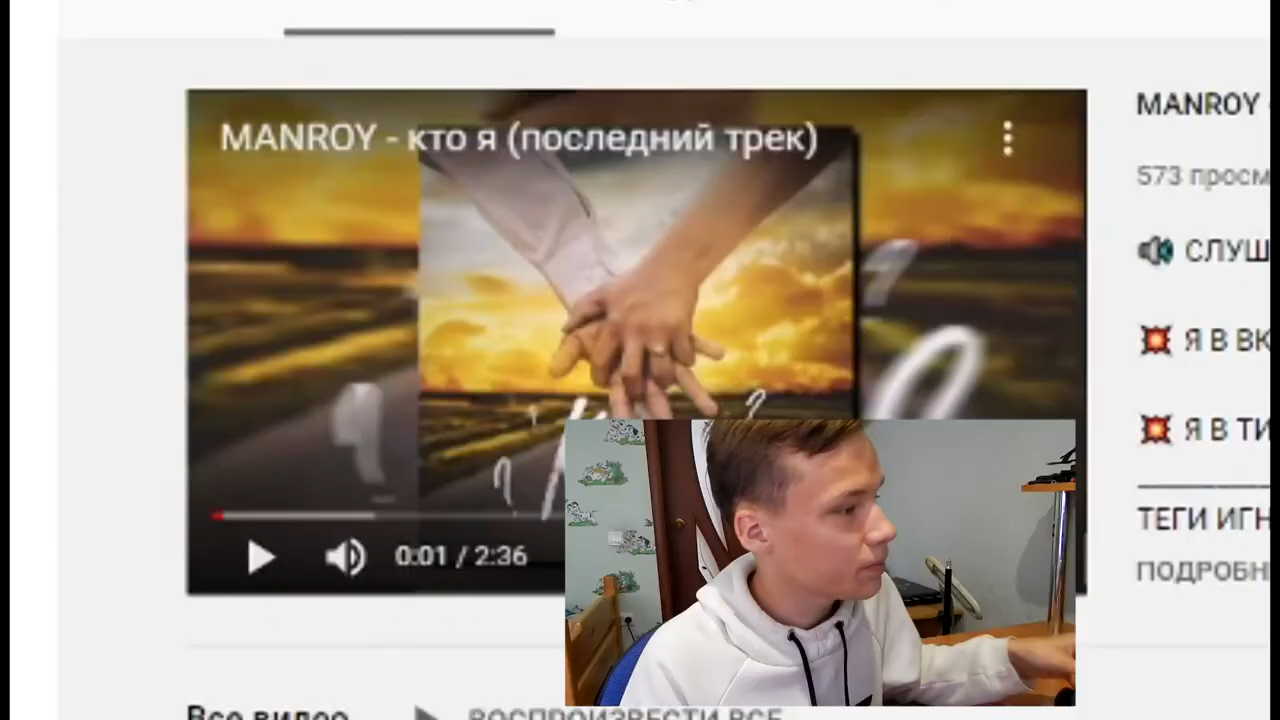 MANROY - кто я (последний трек)
0:01 / 2:36
MANROY
573 просм
СЛУШ
Я В ВК
Я В ТИ
ТЕГИ ИГН
ПОДРОБН
Все видео
ВОСПРОИЗВЕСТИ ВСЕ